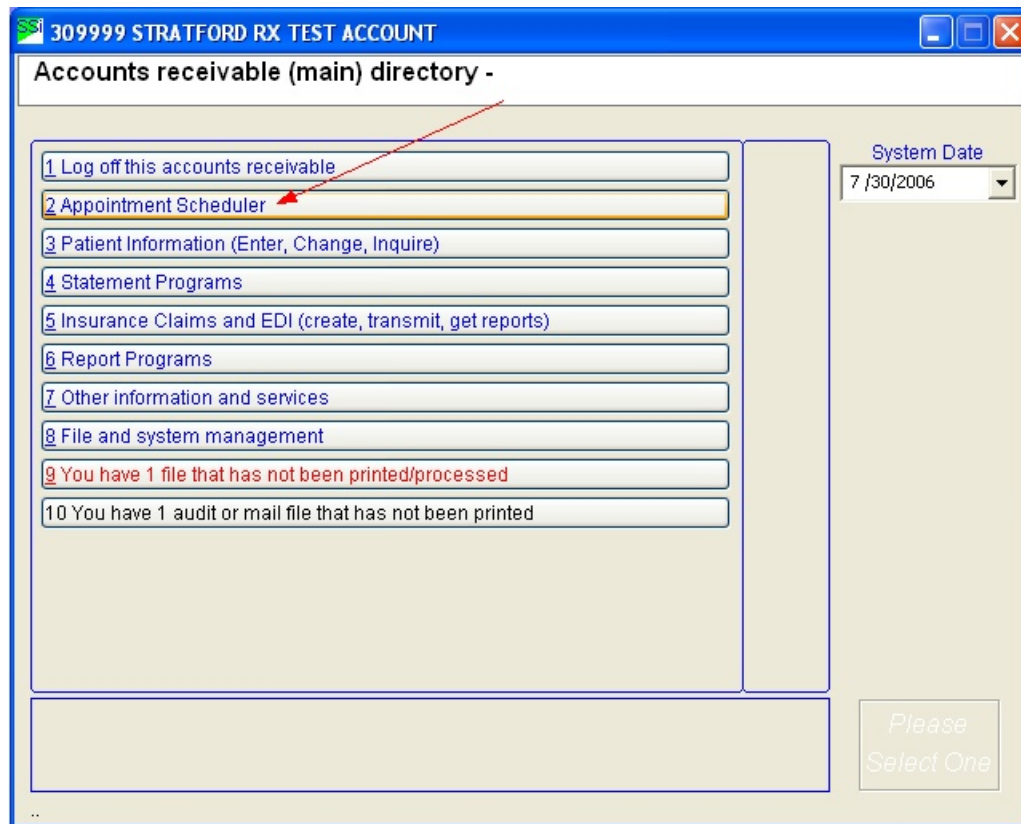 SSI 309999 STRATFORD RX TEST ACCOUNT
Accounts receivable (main) directory -
1 Log off this accounts receivable
System Date
7 /30/2006
2 Appointment Scheduler
3 Patient Information (Enter, Change, Inquire)
4 Statement Programs
5 Insurance Claims and EDI (create, transmit, get reports)
6 Report Programs
7 Other information and services
8 File and system management
9 You have 1 file that has not been printed/processed
10 You have 1 audit or mail file that has not been printed
Please
Select One
..